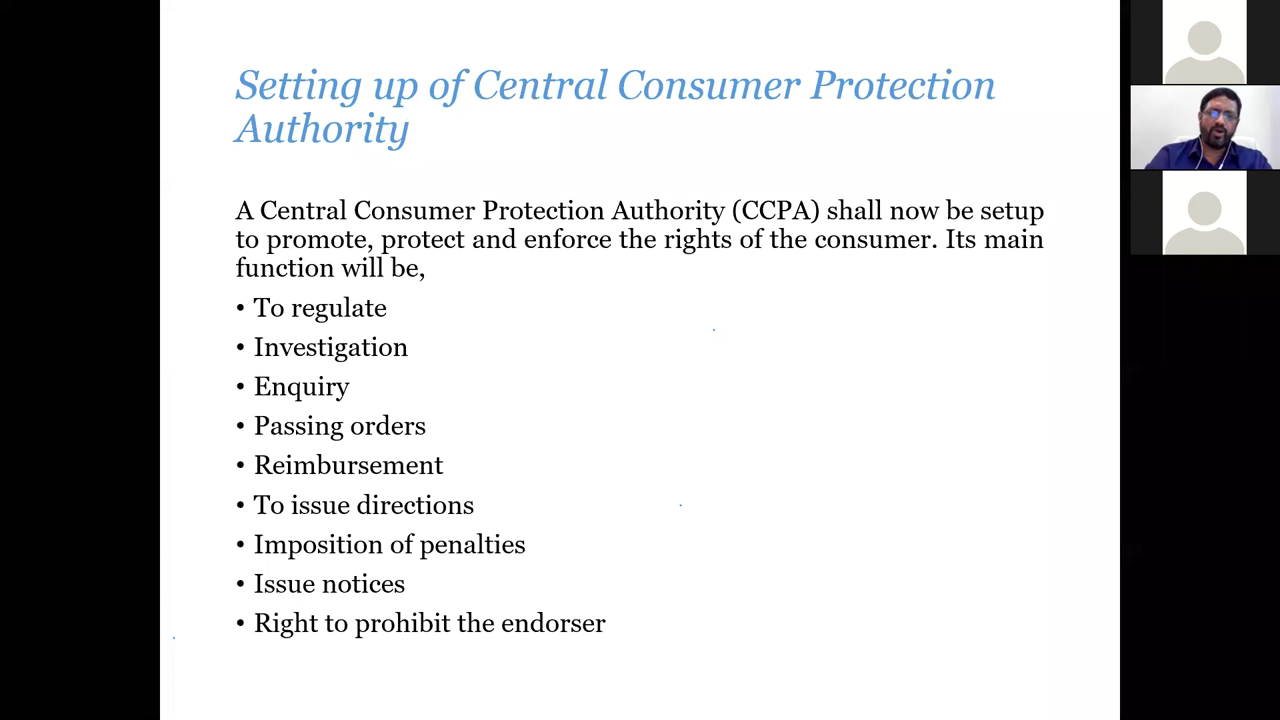 Setting up of Central Consumer Protection
Authority
A Central Consumer Protection Authority (CCPA) shall now be setup
to promote, protect and enforce the rights of the consumer. Its main
function will be,
• To regulate
• Investigation
• Enquiry
• Passing orders
• Reimbursement
• To issue directions
• Imposition of penalties
• Issue notices
• Right to prohibit the endorser